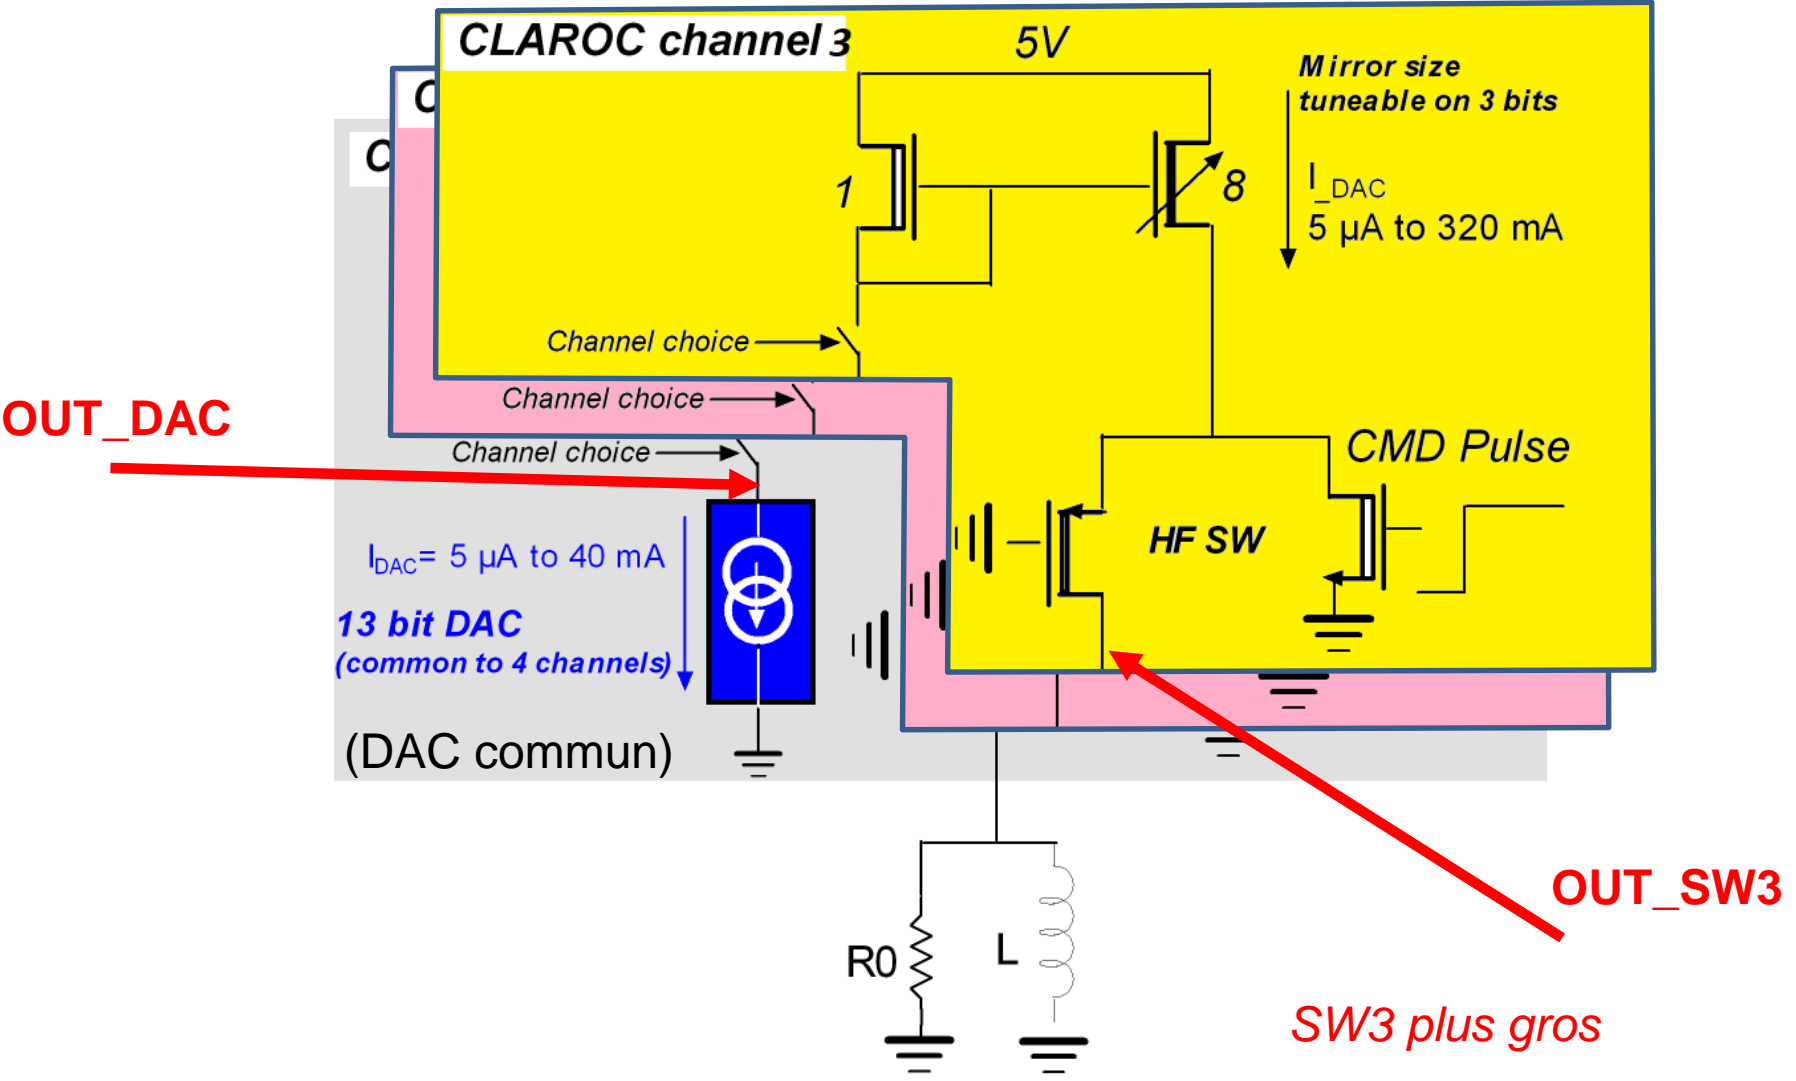 CLAROC channel 3
5V
Mirror size
tuneable on 3 bits
C
C
1
8
I_DAC
5 µA to 320 mA
Channel choice
Channel choice
OUT_DAC
Channel choice
CMD Pulse
HF SW
IDAC= 5 µA to 40 mA
13 bit DAC
(common to 4 channels)
(DAC commun)
OUT_SW3
R0
L
SW3 plus gros